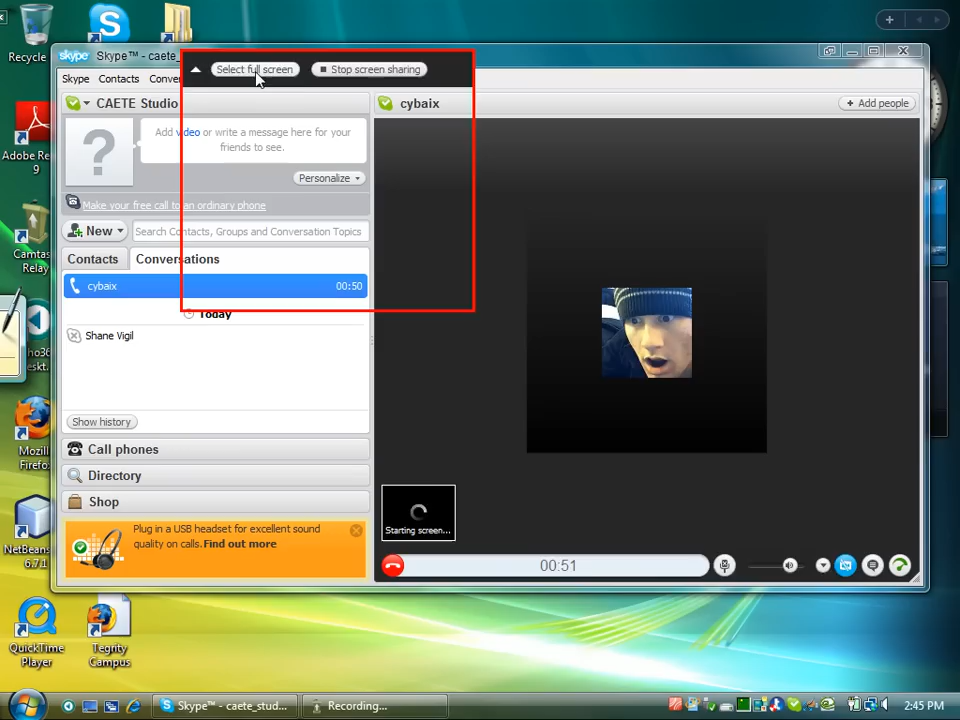 Recycle
skype Skype™ - caete_
Select full screen
Stop screen sharing
Skype Contacts Conver
CAETE Studio
cybaix
Add people
Add video or write a message here for your
friends to see.
?
Personalize
Adobe Re
9
Make your free call to an ordinary phone
New
Search Contacts, Groups and Conversation Topics
Camtas
Relay
Contacts
Conversations
cybaix
00:50
Today
Shane Vigil
ho36
eskt.
Show history
Mozil
Firefo
Call phones
Directory
Shop
Starting screen...
Plug in a USB headset for excellent sound
quality on calls. Find out more
NetBeans
6.7.1
00:51
QuickTime
Player
Tegrity
Campus
Skype™ - caete_stud...
Recording...
2:45 PM